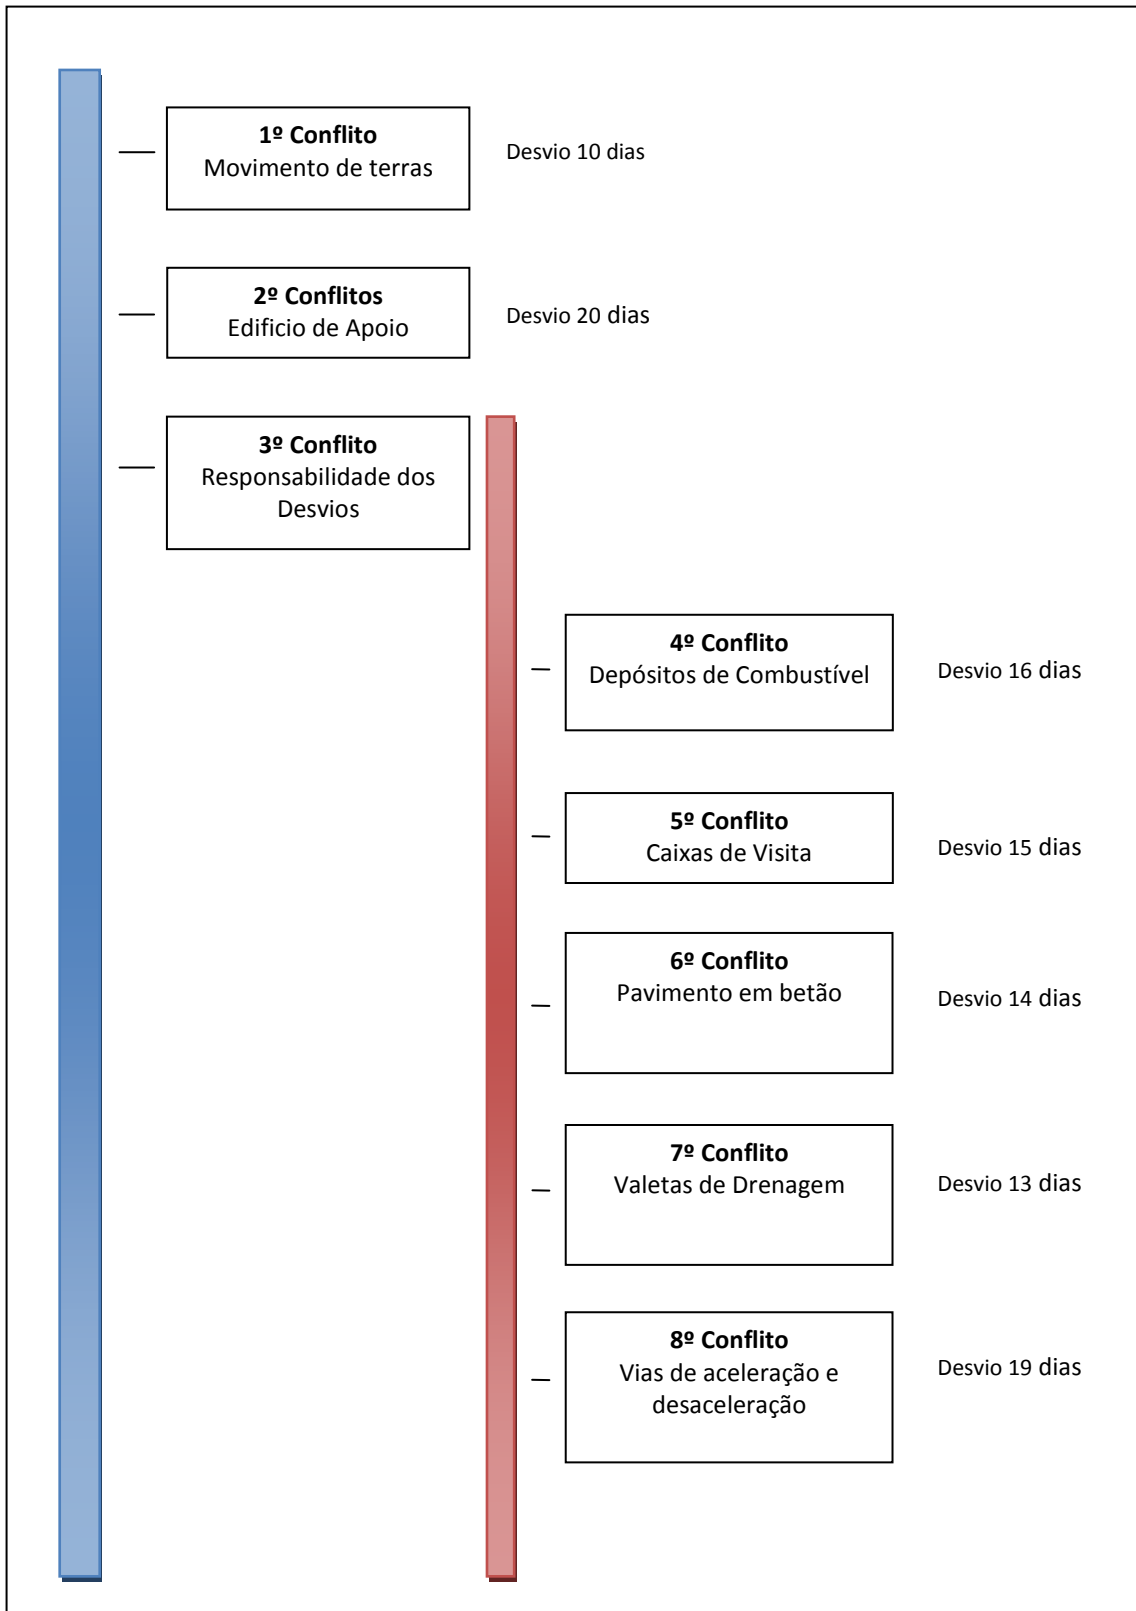 1º Conflito
Movimento de terras
Desvio 10 dias
2º Conflitos
Edificio de Apoio
Desvio 20 dias
3º Conflito
Responsabilidade dos
Desvios
4º Conflito
Depósitos de Combustível
Desvio 16 dias
5º Conflito
Caixas de Visita
Desvio 15 dias
6º Conflito
Pavimento em betão
Desvio 14 dias
7º Conflito
Valetas de Drenagem
Desvio 13 dias
8º Conflito
Vias de aceleração e
desaceleração
Desvio 19 dias